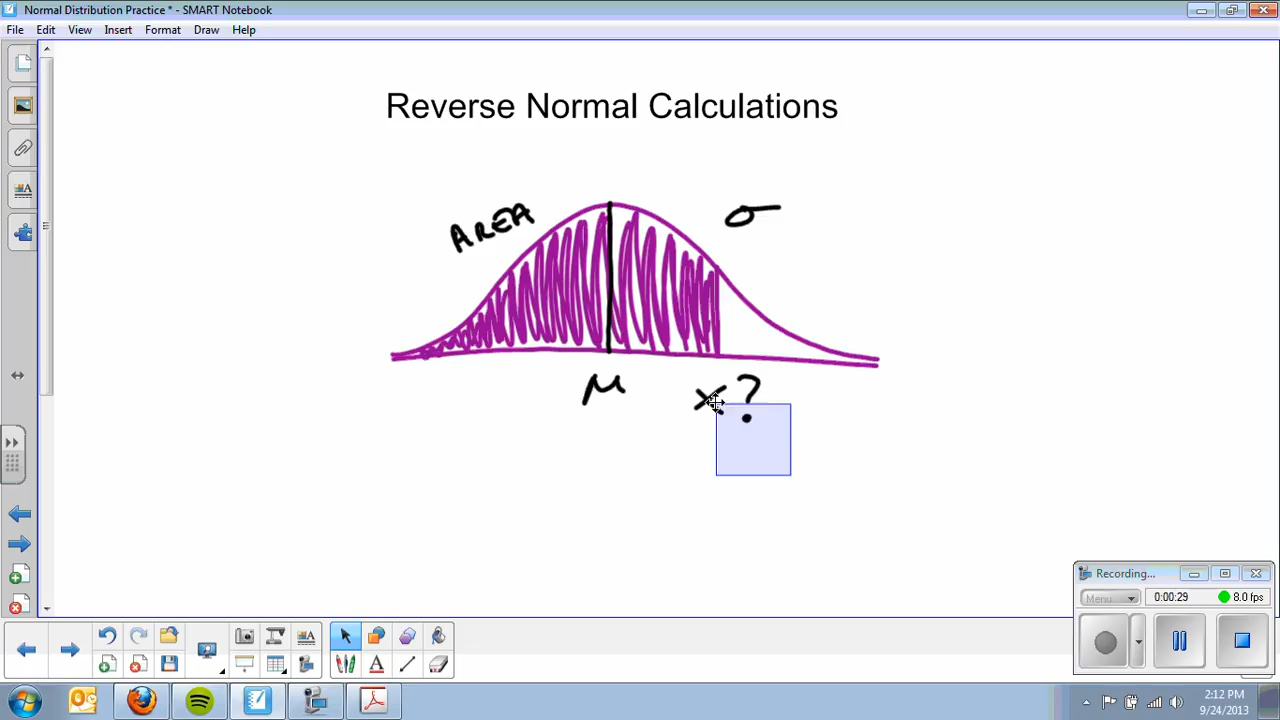 Normal Distribution Practice * - SMART Notebook
File Edit View Insert Format Draw Help
Reverse Normal Calculations
AREA
σ
μ
x ?
Recording...
Menu
0:00:29
8.0 fps
2:12 PM
9/24/2013